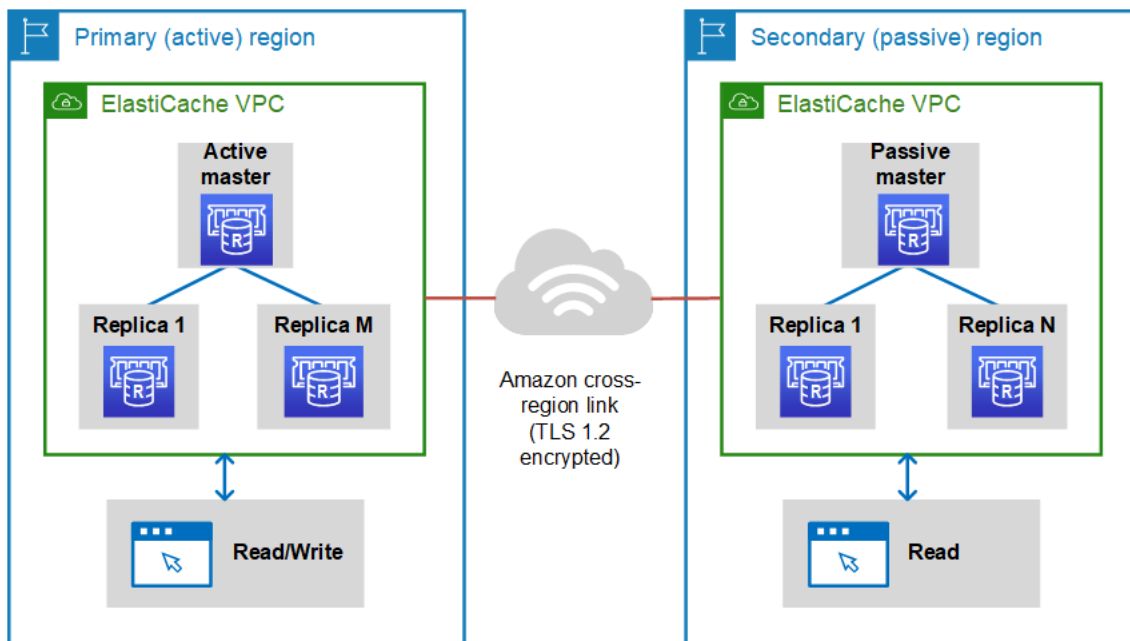 Primary (active) region
ElastiCache VPC
Active
master
R
Replica 1
R
Replica M
R
Read/Write
Amazon cross-
region link
(TLS 1.2
encrypted)
Secondary (passive) region
ElastiCache VPC
Passive
master
R
Replica 1
R
Replica N
R
Read